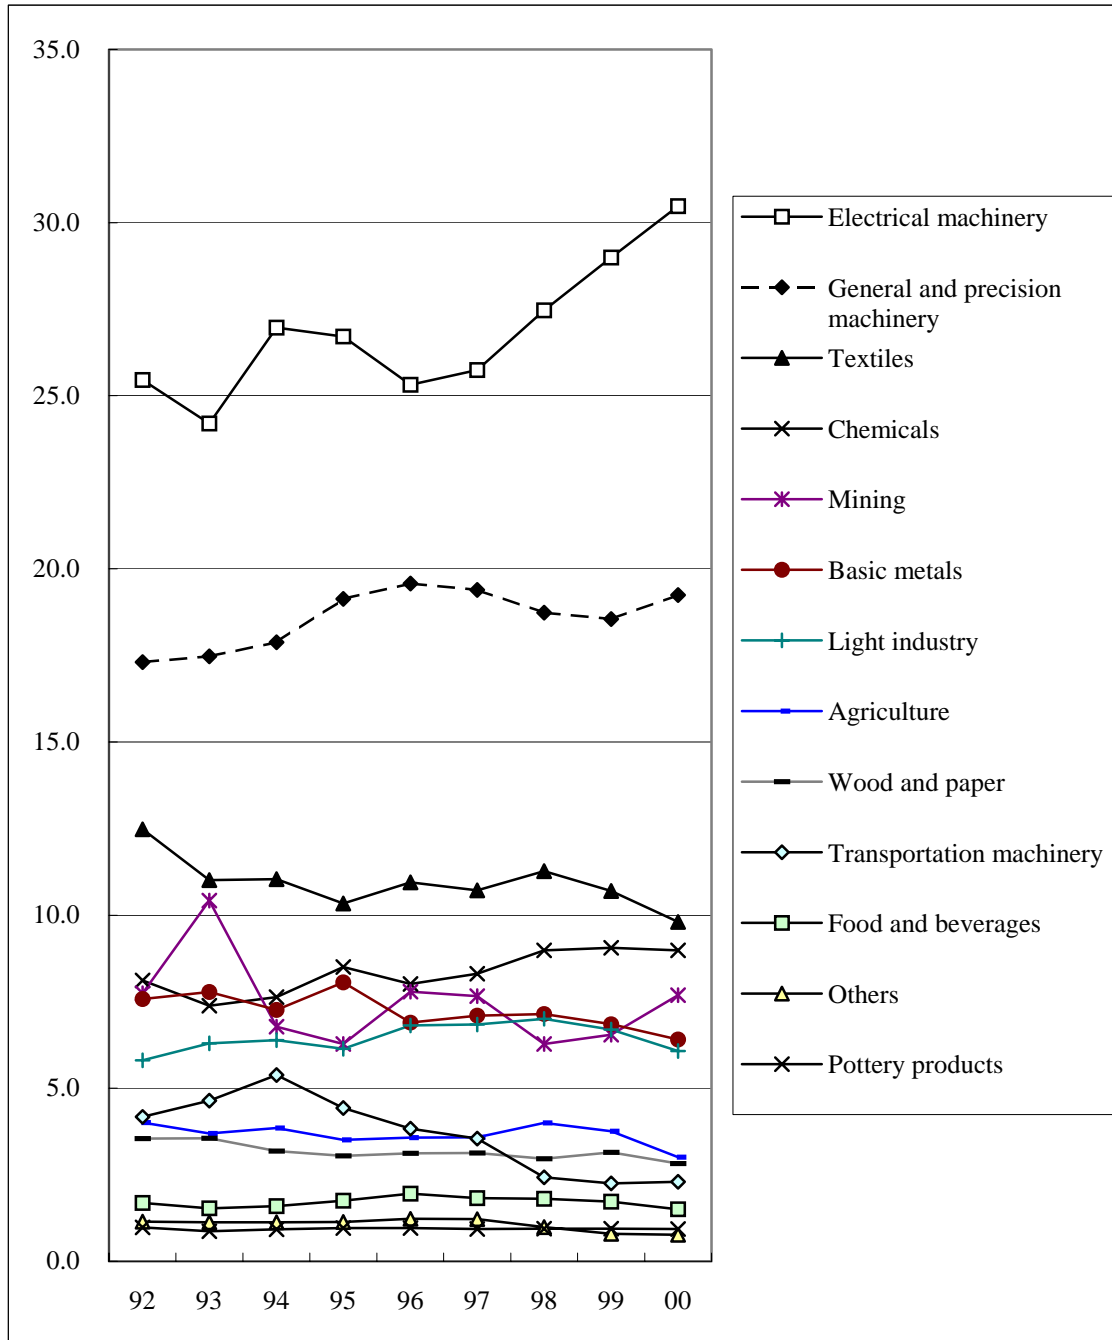 35.0
30.0
25.0
20.0
15.0
10.0
5.0
0.0
92 93 94 95 96 97 98 99 00
Electrical machinery
General and precision
machinery
Textiles
Chemicals
Mining
Basic metals
Light industry
Agriculture
Wood and paper
Transportation machinery
Food and beverages
Others
Pottery products